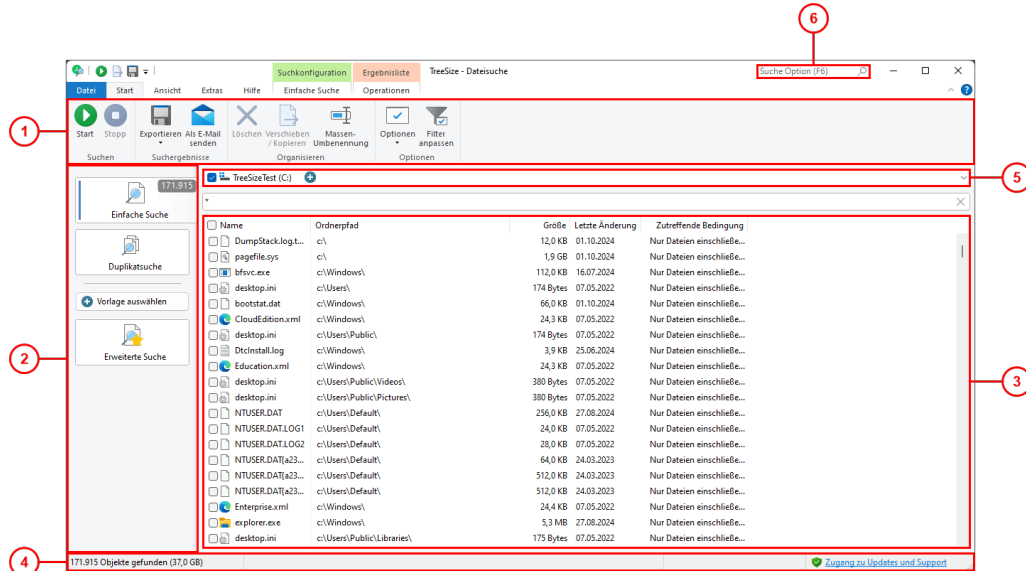 6
Suchkonfiguration Ergebnisliste TreeSize - Dateisuche Suche Option (F6)
Datei Start Ansicht Extras Hilfe Einfache Suche Operationen
1
Start Stopp Exportieren Als E-Mail senden Löschen Verschieben / Kopieren Massen- Umbenennung Optionen Filter anpassen
Suchen Suchergebnisse Organisieren Optionen
171.915 TreeSizeTest (C:) 5
Einfache Suche *
Name Ordnerpfad Größe Letzte Änderung Zutreffende Bedingung
DumpStack.log.t... c:\ 12,0 KB 01.10.2024 Nur Dateien einschließe...
pagefile.sys c:\ 1,9 GB 01.10.2024 Nur Dateien einschließe...
Duplikatsuche
bfsvc.exe c:\Windows\ 112,0 KB 16.07.2024 Nur Dateien einschließe...
desktop.ini c:\Users\ 174 Bytes 07.05.2022 Nur Dateien einschließe...
Vorlage auswählen
bootstat.dat c:\Windows\ 66,0 KB 01.10.2024 Nur Dateien einschließe...
CloudEdition.xml c:\Windows\ 24,3 KB 07.05.2022 Nur Dateien einschließe...
desktop.ini c:\Users\Public\ 174 Bytes 07.05.2022 Nur Dateien einschließe...
2
Erweiterte Suche
DtcInstall.log c:\Windows\ 3,9 KB 25.06.2024 Nur Dateien einschließe...
Education.xml c:\Windows\ 24,3 KB 07.05.2022 Nur Dateien einschließe...
desktop.ini c:\Users\Public\Videos\ 380 Bytes 07.05.2022 Nur Dateien einschließe...
3
desktop.ini c:\Users\Public\Pictures\ 380 Bytes 07.05.2022 Nur Dateien einschließe...
NTUSER.DAT c:\Users\Default\ 256,0 KB 27.08.2024 Nur Dateien einschließe...
NTUSER.DAT.LOG1 c:\Users\Default\ 24,0 KB 07.05.2022 Nur Dateien einschließe...
NTUSER.DAT.LOG2 c:\Users\Default\ 28,0 KB 07.05.2022 Nur Dateien einschließe...
NTUSER.DAT{a23... c:\Users\Default\ 64,0 KB 24.03.2023 Nur Dateien einschließe...
NTUSER.DAT{a23... c:\Users\Default\ 512,0 KB 24.03.2023 Nur Dateien einschließe...
NTUSER.DAT{a23... c:\Users\Default\ 512,0 KB 24.03.2023 Nur Dateien einschließe...
Enterprise.xml c:\Windows\ 24,4 KB 07.05.2022 Nur Dateien einschließe...
explorer.exe c:\Windows\ 5,3 MB 27.08.2024 Nur Dateien einschließe...
desktop.ini c:\Users\Public\Libraries\ 175 Bytes 07.05.2022 Nur Dateien einschließe...
4
171.915 Objekte gefunden (37,0 GB) Zugang zu Updates und Support